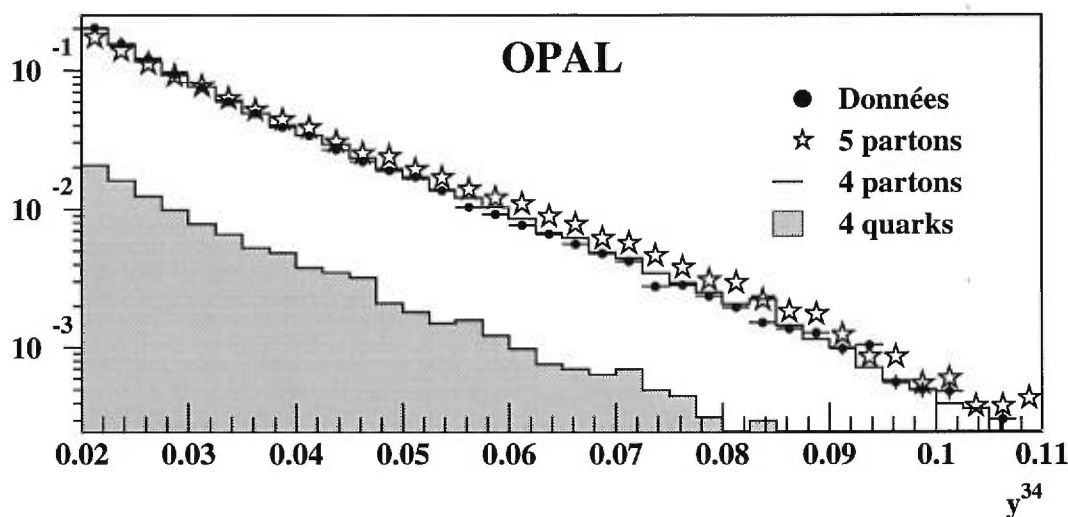 OPAL
10 -1
10 -2
10 -3
● Données
☆ 5 partons
— 4 partons
4 quarks
0.02 0.03 0.04 0.05 0.06 0.07 0.08 0.09 0.1 0.11
y³⁴